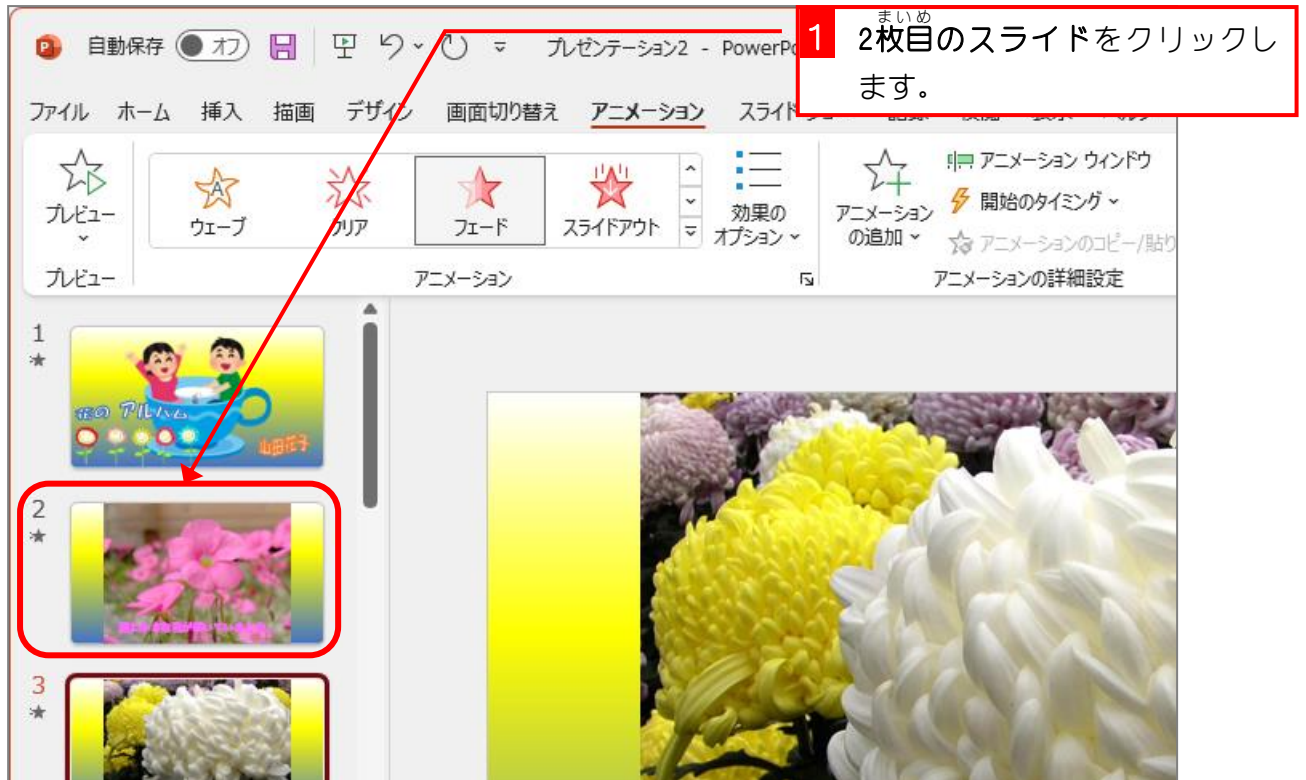 自動保存 オフ プレゼンテーション2 - PowerPo
1 2枚目のスライドをクリックし
まいめ
ます。
ファイル ホーム 挿入 描画 デザイン 画面切り替え アニメーション
プレビュー
ウェーブ クリア フェード スライドアウト
効果の
オプション
アニメーション
の追加
アニメーション ウィンドウ
開始のタイミング
アニメーションのコピー/貼り
プレビュー アニメーション アニメーションの詳細設定
1
花の アルバム
山田花子
2
3